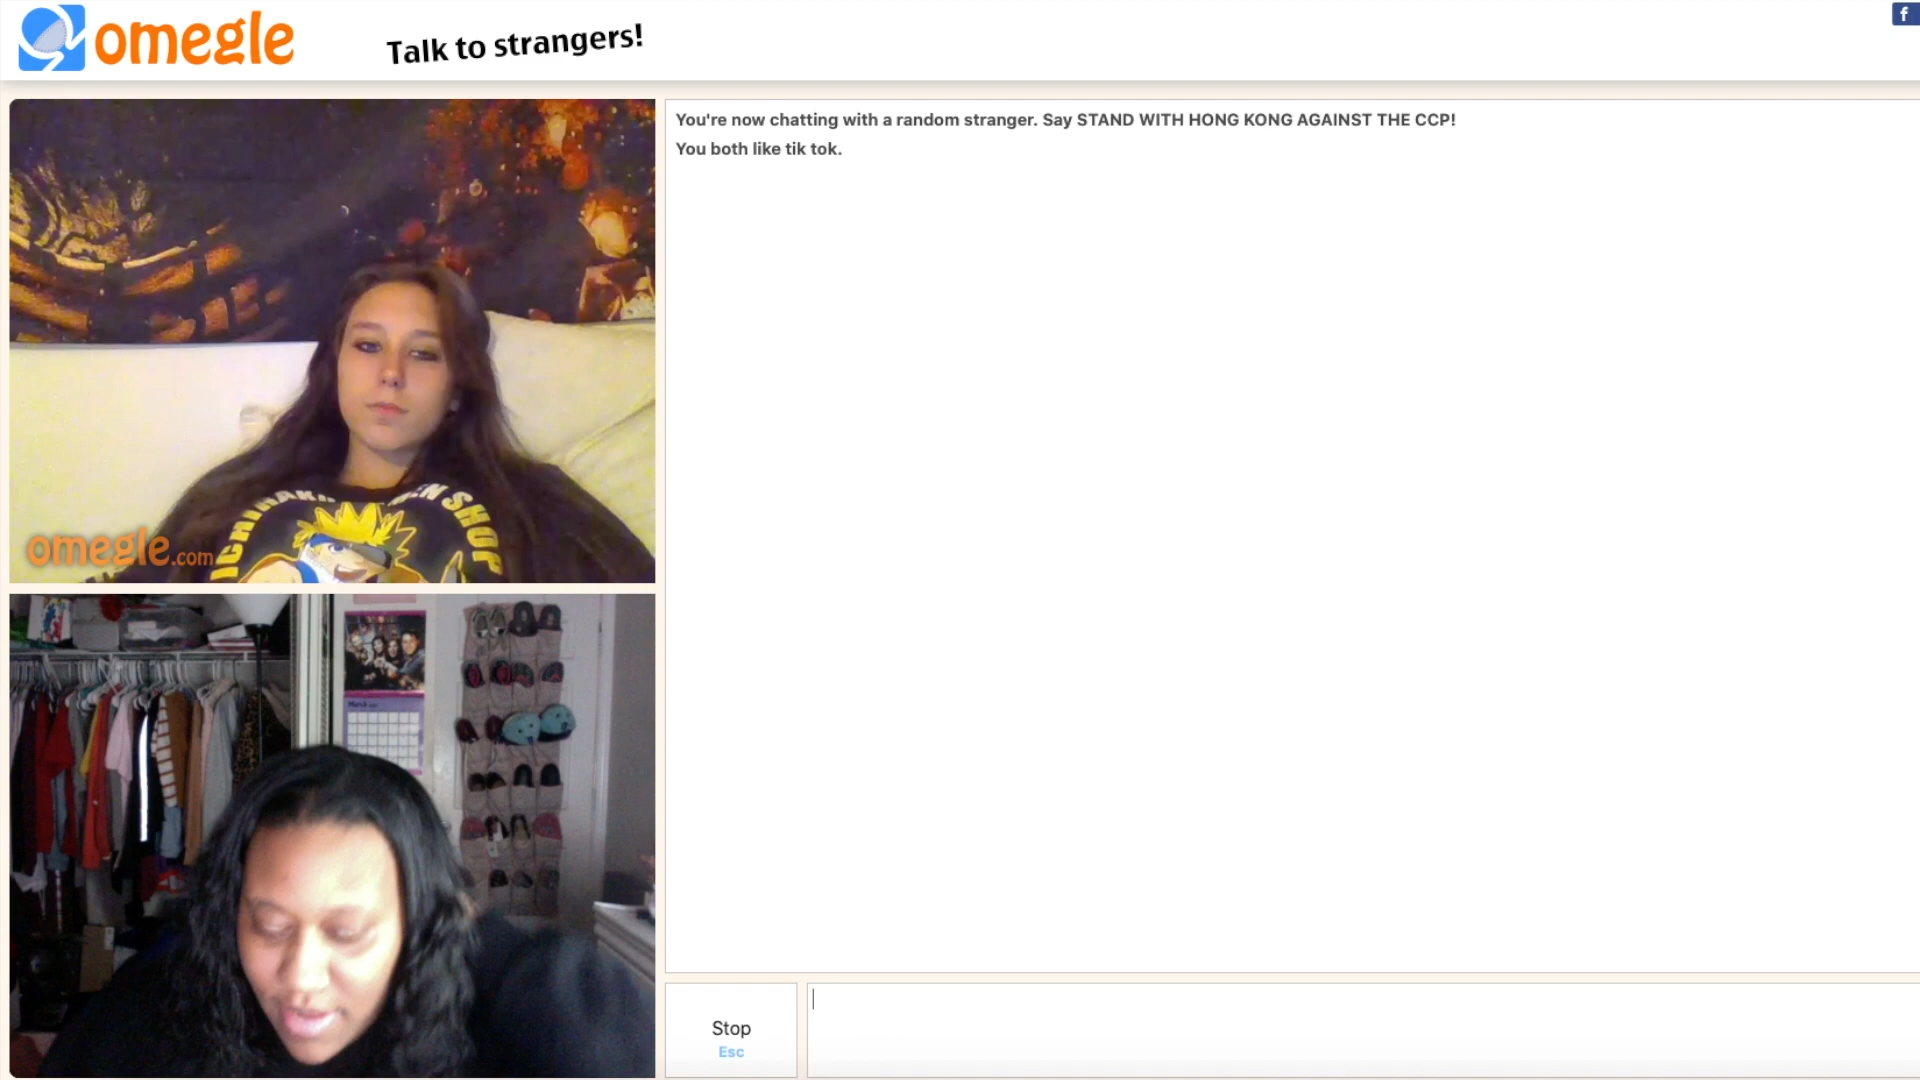 omegle
Talk to strangers!
f
You're now chatting with a random stranger. Say STAND WITH HONG KONG AGAINST THE CCP!
You both like tik tok.
SHOP
omegle.com
March
Stop
Esc